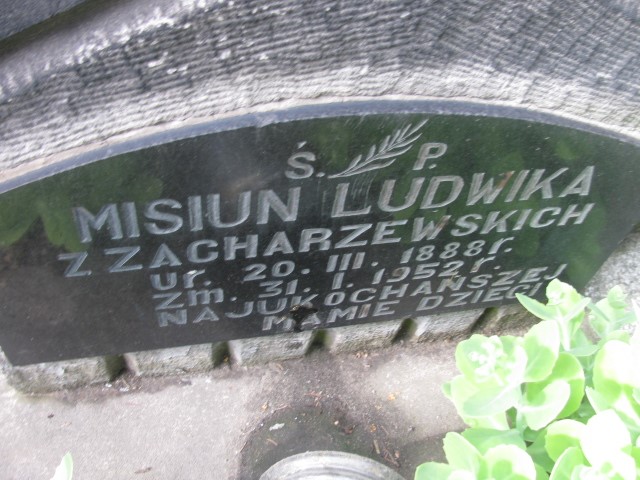 Ś. P.
MISIUN LUDWIKA
Z ZACHARZEWSKICH
ur. 20. III. 1888 r.
Zm. 31. I. 1952 r.
NAJUKOCHAŃSZEJ
MAMIE DZIECI